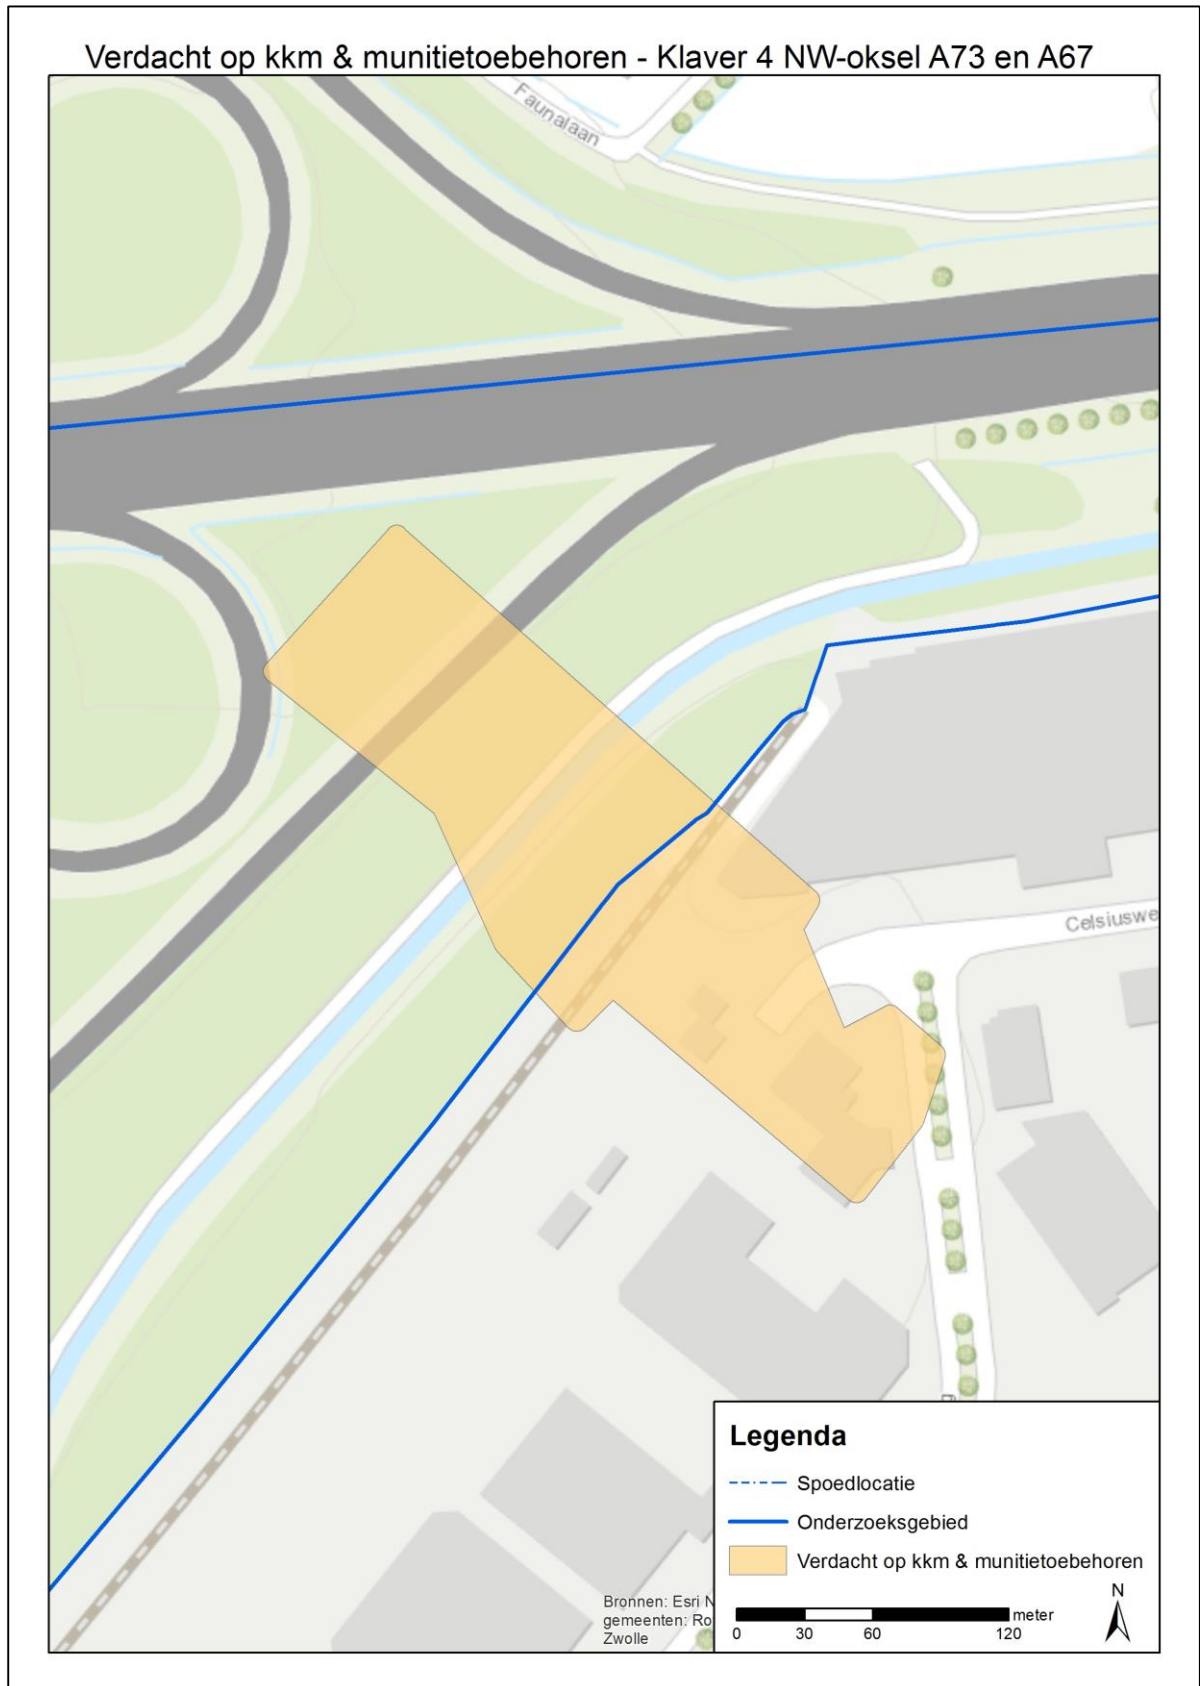 Verdacht op kkm & munitietoebehoren - Klaver 4 NW-oksel A73 en A67
Faunalaan
Celsiuswe
Legenda
Spoedlocatie
Onderzoeksgebied
Verdacht op kkm & munitietoebehoren
N
meter
0 30 60 120
Bronnen: Esri N
gemeenten: Ro
Zwolle